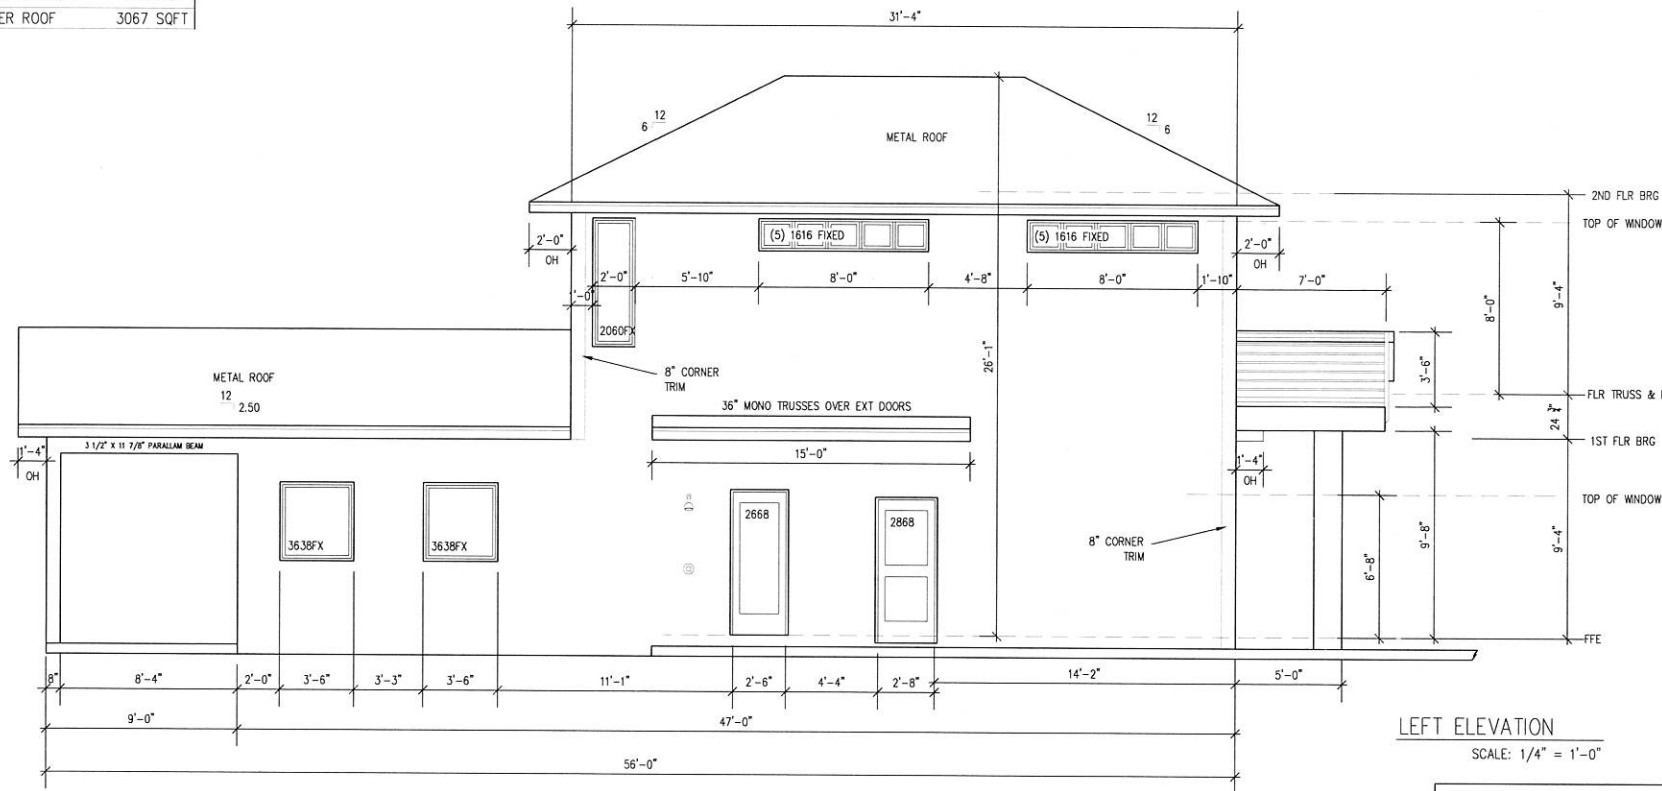 ER ROOF 3067 SQFT
31'-4"
12
6
12
6
METAL ROOF
2ND FLR BRG
TOP OF WINDOW
(5) 1616 FIXED
(5) 1616 FIXED
2'-0"
OH
2'-0"
OH
2'-0"
5'-10"
8'-0"
4'-8"
8'-0"
1'-10"
7'-0"
1'-0"
8'-0"
9'-4"
2060FX
26'-1"
3'-6"
METAL ROOF
12
2.50
8" CORNER
TRIM
36" MONO TRUSSES OVER EXT DOORS
FLR TRUSS &
1ST FLR BRG
3 1/2" X 11 7/8" PARALLAM BEAM
1'-4"
OH
15'-0"
1'-4"
OH
TOP OF WINDOW
3638FX
3638FX
2668
2868
8" CORNER
TRIM
6'-8"
9'-8"
9'-4"
FFE
8"
8'-4"
2'-0"
3'-6"
3'-3"
3'-6"
11'-1"
2'-6"
4'-4"
2'-8"
14'-2"
5'-0"
9'-0"
47'-0"
56'-0"
LEFT ELEVATION
SCALE: 1/4" = 1'-0"